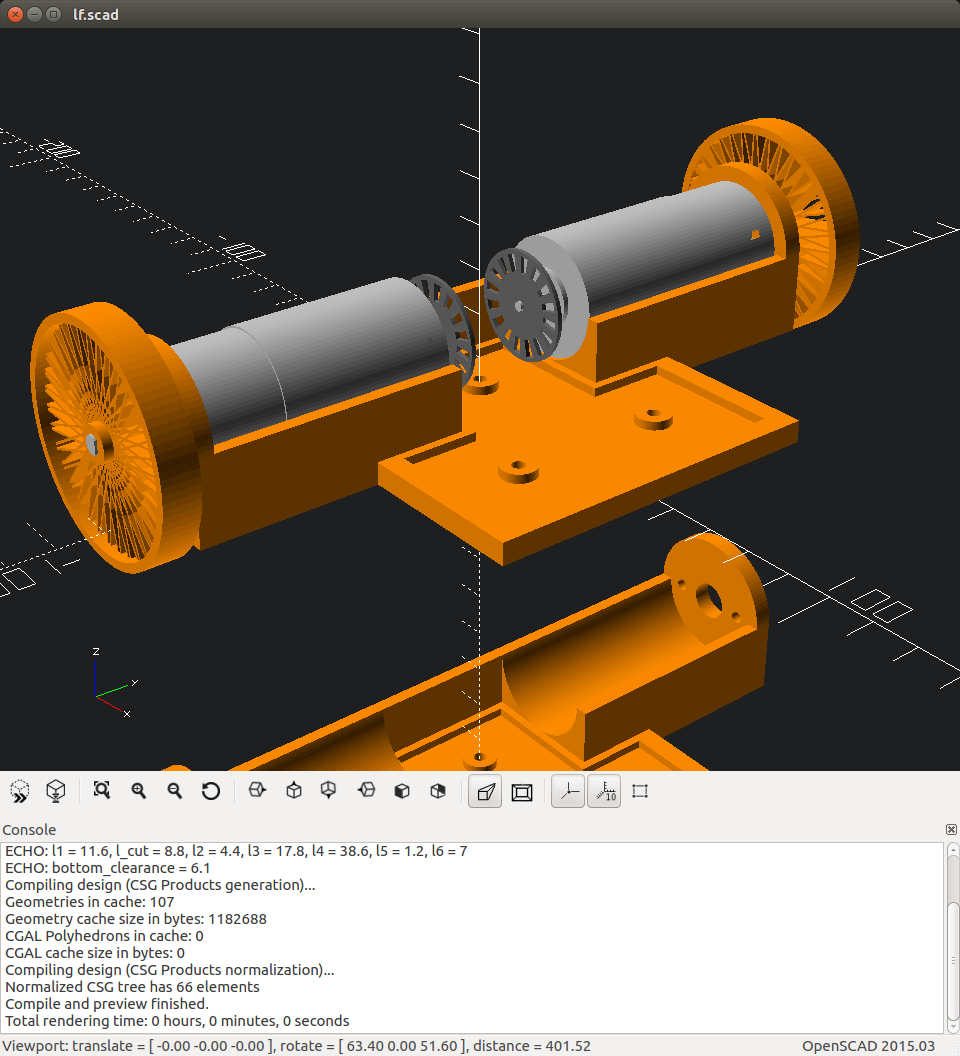 lf.scad
z
y
x
10
Console
ECHO: l1 = 11.6, l_cut = 8.8, l2 = 4.4, l3 = 17.8, l4 = 38.6, l5 = 1.2, l6 = 7
ECHO: bottom_clearance = 6.1
Compiling design (CSG Products generation)...
Geometries in cache: 107
Geometry cache size in bytes: 1182688
CGAL Polyhedrons in cache: 0
CGAL cache size in bytes: 0
Compiling design (CSG Products normalization)...
Normalized CSG tree has 66 elements
Compile and preview finished.
Total rendering time: 0 hours, 0 minutes, 0 seconds
Viewport: translate = [ -0.00 -0.00 -0.00 ], rotate = [ 63.40 0.00 51.60 ], distance = 401.52
OpenSCAD 2015.03